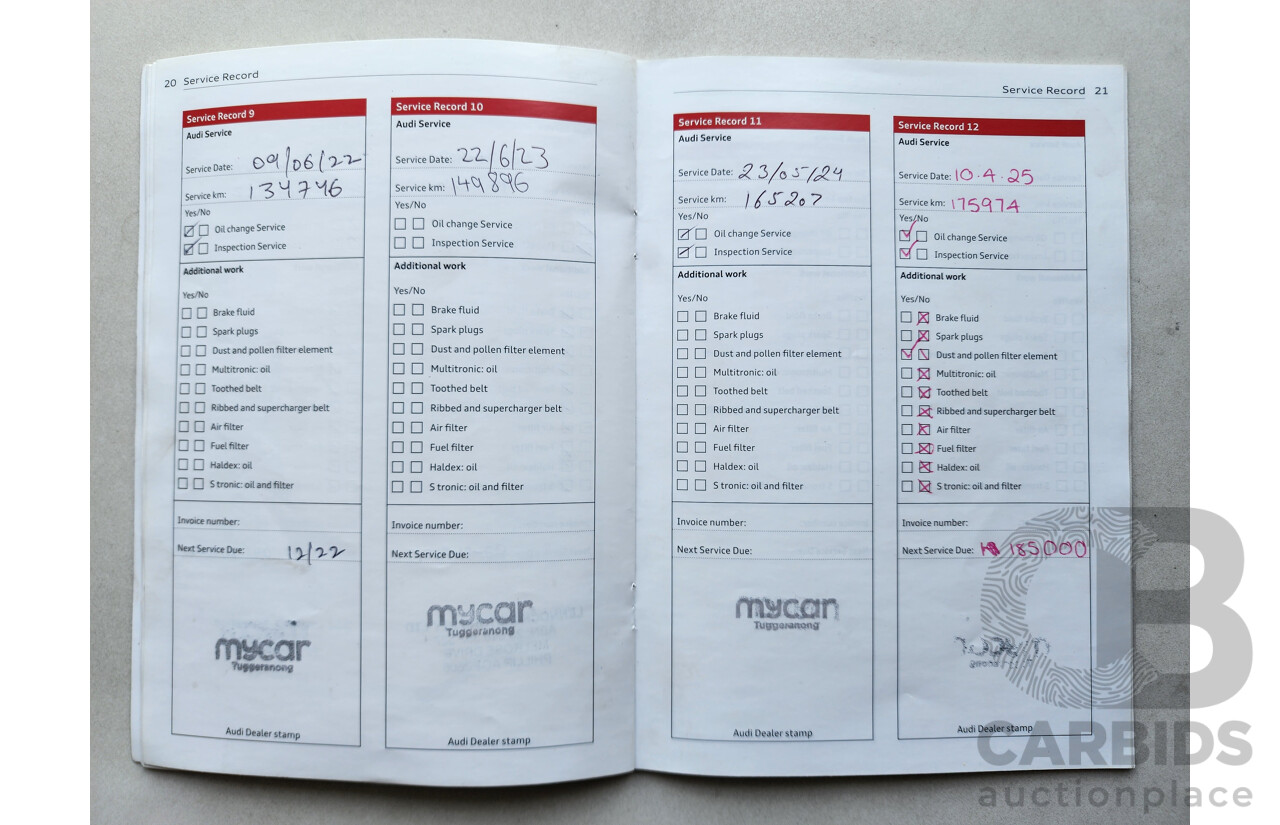 20 Service Record
Service Record 9
Audi Service
Service Date: 09/06/22
Service km: 134746
Yes/No
Oil change Service
Inspection Service
Additional work
Yes/No
Brake fluid
Spark plugs
Dust and pollen filter element
Multitronic: oil
Toothed belt
Ribbed and supercharger belt
Air filter
Fuel filter
Haldex: oil
S tronic: oil and filter
Invoice number:
Next Service Due: 12/22
mycar
Tuggeranong
Audi Dealer stamp
Service Record 10
Audi Service
Service Date: 22/6/23
Service km: 149896
Yes/No
Oil change Service
Inspection Service
Additional work
Yes/No
Brake fluid
Spark plugs
Dust and pollen filter element
Multitronic: oil
Toothed belt
Ribbed and supercharger belt
Air filter
Fuel filter
Haldex: oil
S tronic: oil and filter
Invoice number:
Next Service Due:
mycar
Tuggeranong
Audi Dealer stamp
Service Record 21
Service Record 11
Audi Service
Service Date: 23/05/24
Service km: 165207
Yes/No
Oil change Service
Inspection Service
Additional work
Yes/No
Brake fluid
Spark plugs
Dust and pollen filter element
Multitronic: oil
Toothed belt
Ribbed and supercharger belt
Air filter
Fuel filter
Haldex: oil
S tronic: oil and filter
Invoice number:
Next Service Due:
mycar
Tuggeranong
Audi Dealer stamp
Service Record 12
Audi Service
Service Date: 10.4.25
Service km: 175974
Yes/No
Oil change Service
Inspection Service
Additional work
Yes/No
Brake fluid
Spark plugs
Dust and pollen filter element
Multitronic: oil
Toothed belt
Ribbed and supercharger belt
Air filter
Fuel filter
Haldex: oil
S tronic: oil and filter
Invoice number:
Next Service Due: 185000
Audi Dealer stamp
CB
CARBIDS
auctionplace